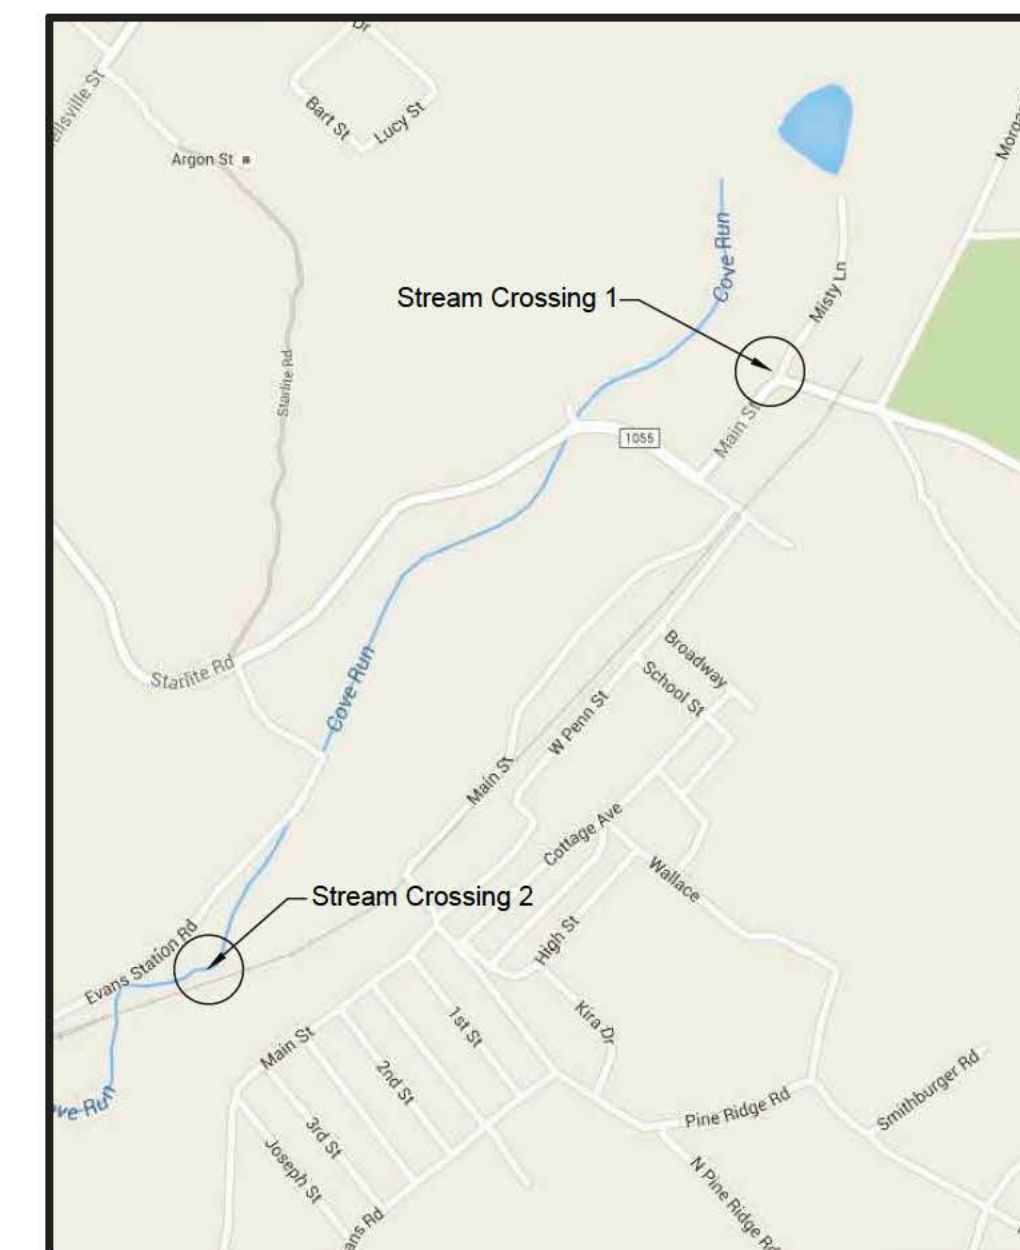 Dr
Bart St
Lucy St
Argon St
Cove Run
Stream Crossing 1
Misty Ln
Starlite Rd
Main St
1055
Starlite Rd
Cove Run
Broadway
School St
W Penn St
Main St
Cottage Ave
Wallace
Stream Crossing 2
High St
Evans Station Rd
Kira Dr
1st St
Main St
2nd St
Smithburger Rd
Pine Ridge Rd
3rd St
Joseph St
N Pine Ridge Rd